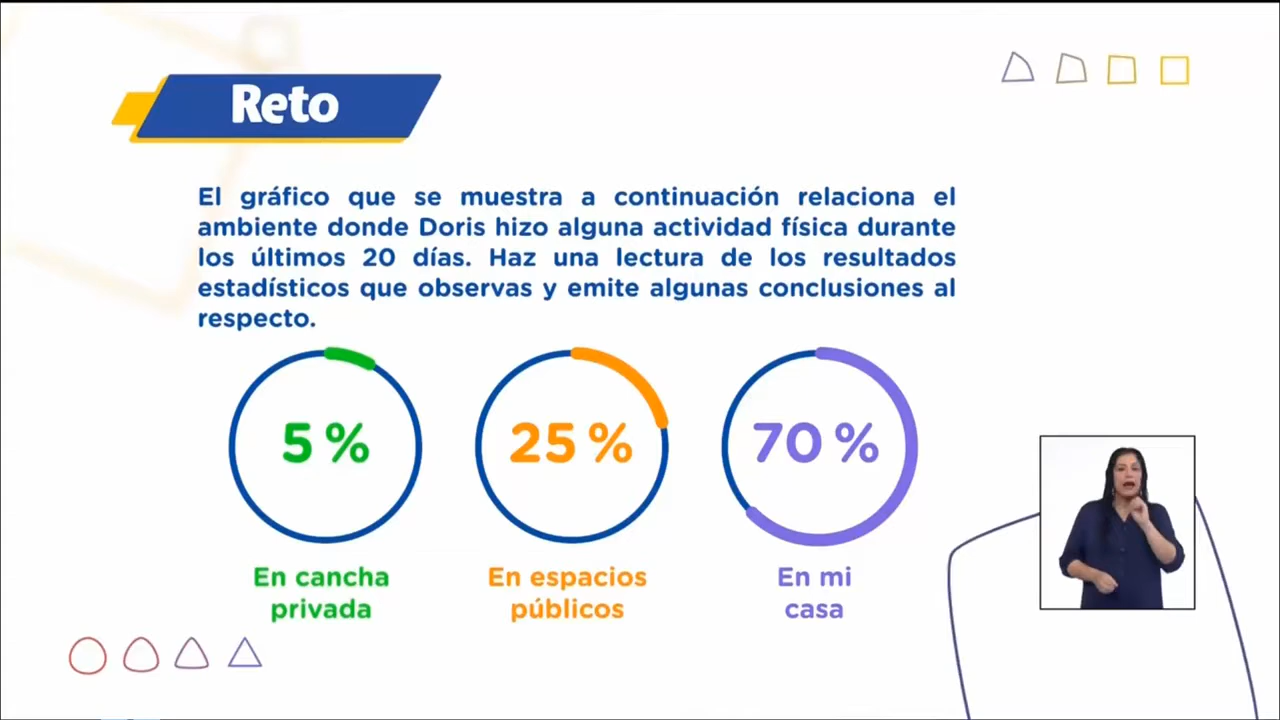 Reto
El gráfico que se muestra a continuación relaciona el
ambiente donde Doris hizo alguna actividad física durante
los últimos 20 días. Haz una lectura de los resultados
estadísticos que observas y emite algunas conclusiones al
respecto.
5 %
25 %
70 %
En cancha
privada
En espacios
públicos
En mi
casa